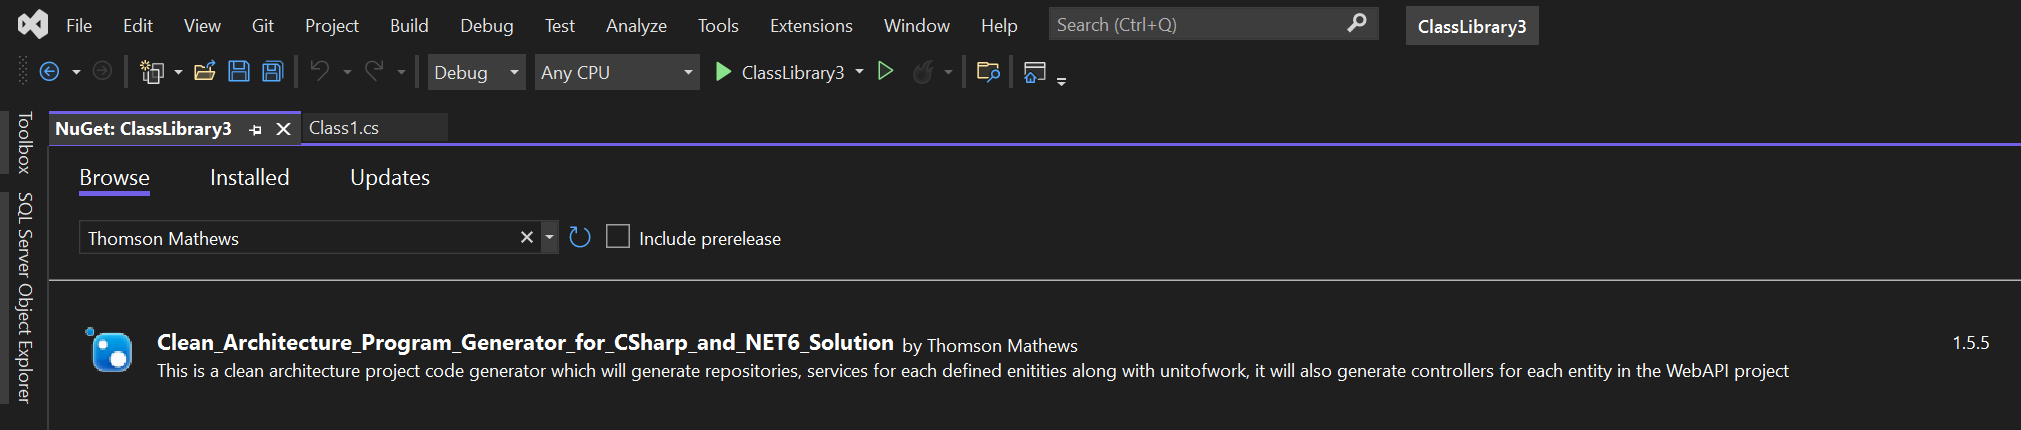 File Edit View Git Project Build Debug Test Analyze Tools Extensions Window Help Search (Ctrl+Q) ClassLibrary3
Debug Any CPU ClassLibrary3
Toolbox
SQL Server Object Explorer
NuGet: ClassLibrary3 Class1.cs
Browse Installed Updates
Thomson Mathews Include prerelease
Clean_Architecture_Program_Generator_for_CSharp_and_NET6_Solution by Thomson Mathews 1.5.5
This is a clean architecture project code generator which will generate repositories, services for each defined enitities along with unitofwork, it will also generate controllers for each entity in the WebAPI project